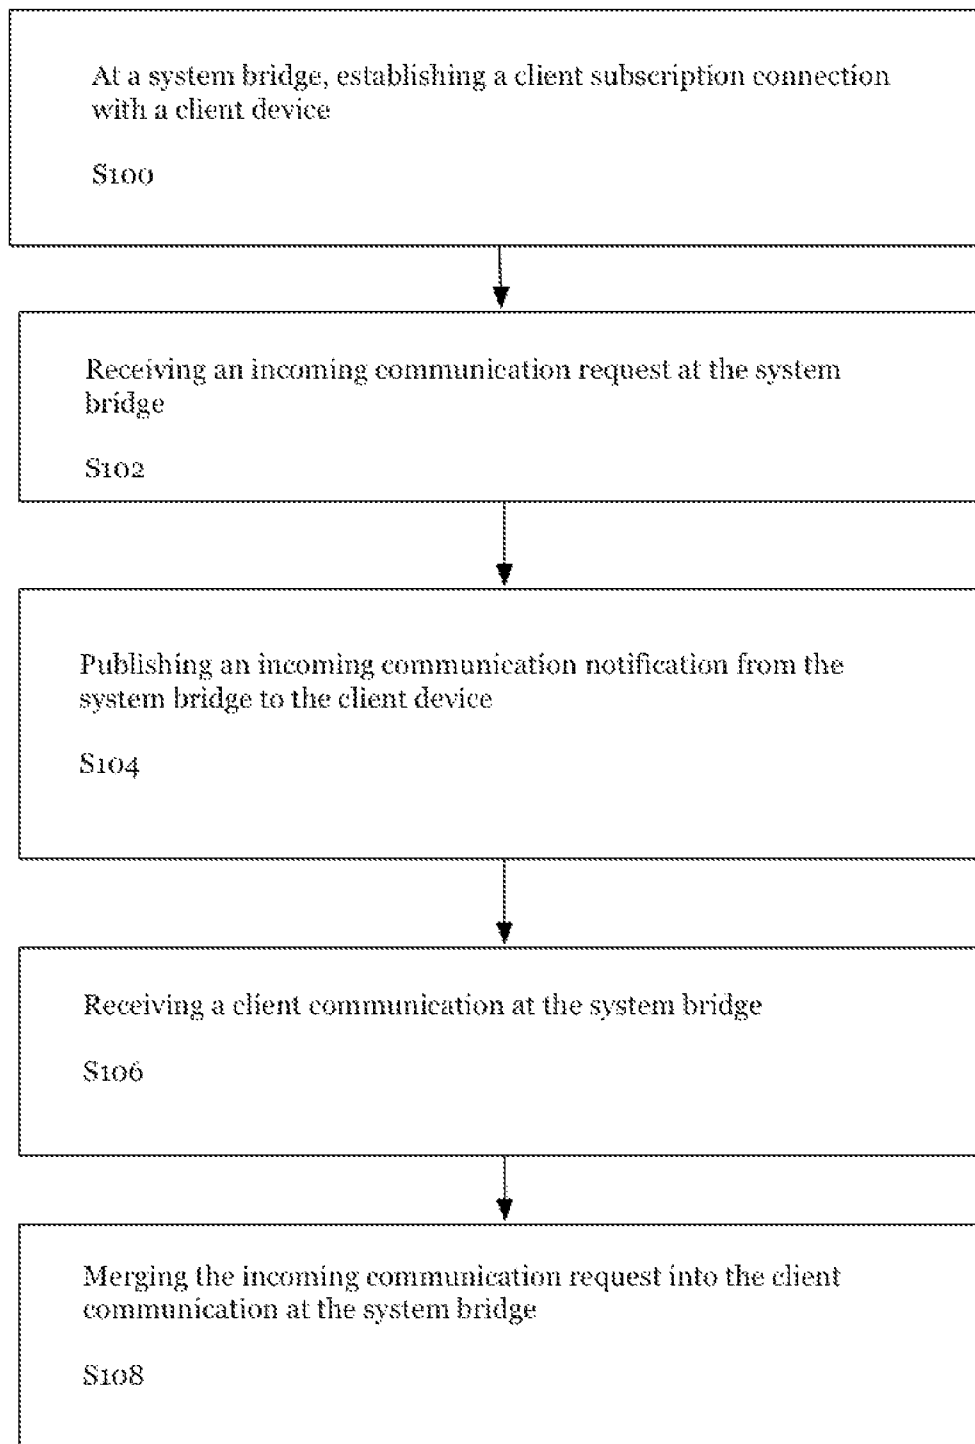 At a system bridge, establishing a client subscription connection
with a client device
S100
Receiving an incoming communication request at the system
bridge
S102
Publishing an incoming communication notification from the
system bridge to the client device
S104
Receiving a client communication at the system bridge
S106
Merging the incoming communication request into the client
communication at the system bridge
S108